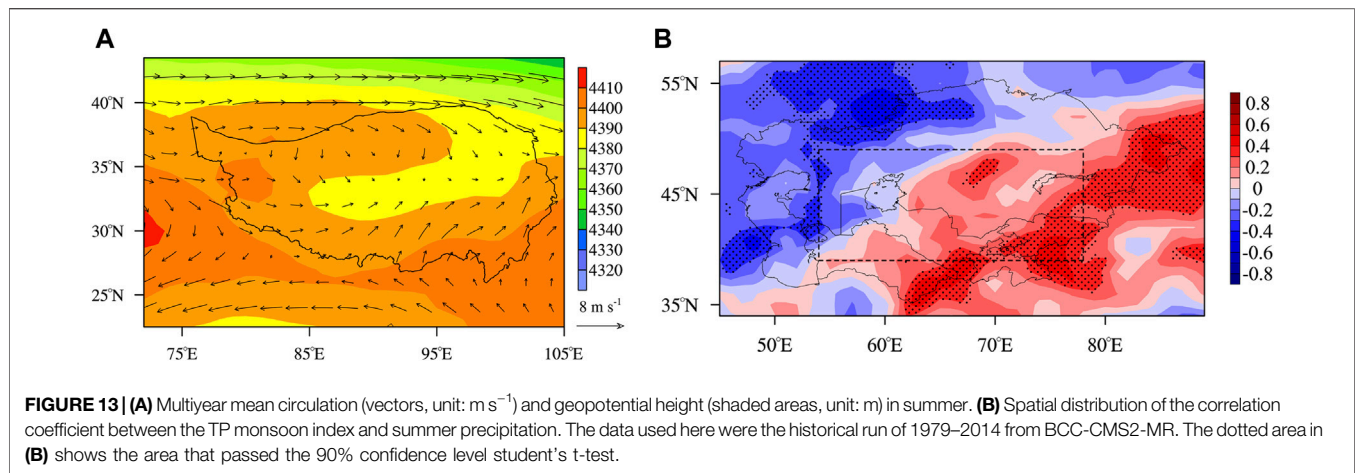 A
B
40°N
35°N
30°N
25°N
75°E 85°E 95°E 105°E
4410
4400
4390
4380
4370
4360
4350
4340
4330
4320
8 m s⁻¹
55°N
45°N
35°N
50°E 60°E 70°E 80°E
0.8
0.6
0.4
0.2
0
-0.2
-0.4
-0.6
-0.8
FIGURE 13 | (A) Multiyear mean circulation (vectors, unit: m s⁻¹) and geopotential height (shaded areas, unit: m) in summer. (B) Spatial distribution of the correlation
coefficient between the TP monsoon index and summer precipitation. The data used here were the historical run of 1979–2014 from BCC-CMS2-MR. The dotted area in
(B) shows the area that passed the 90% confidence level student's t-test.